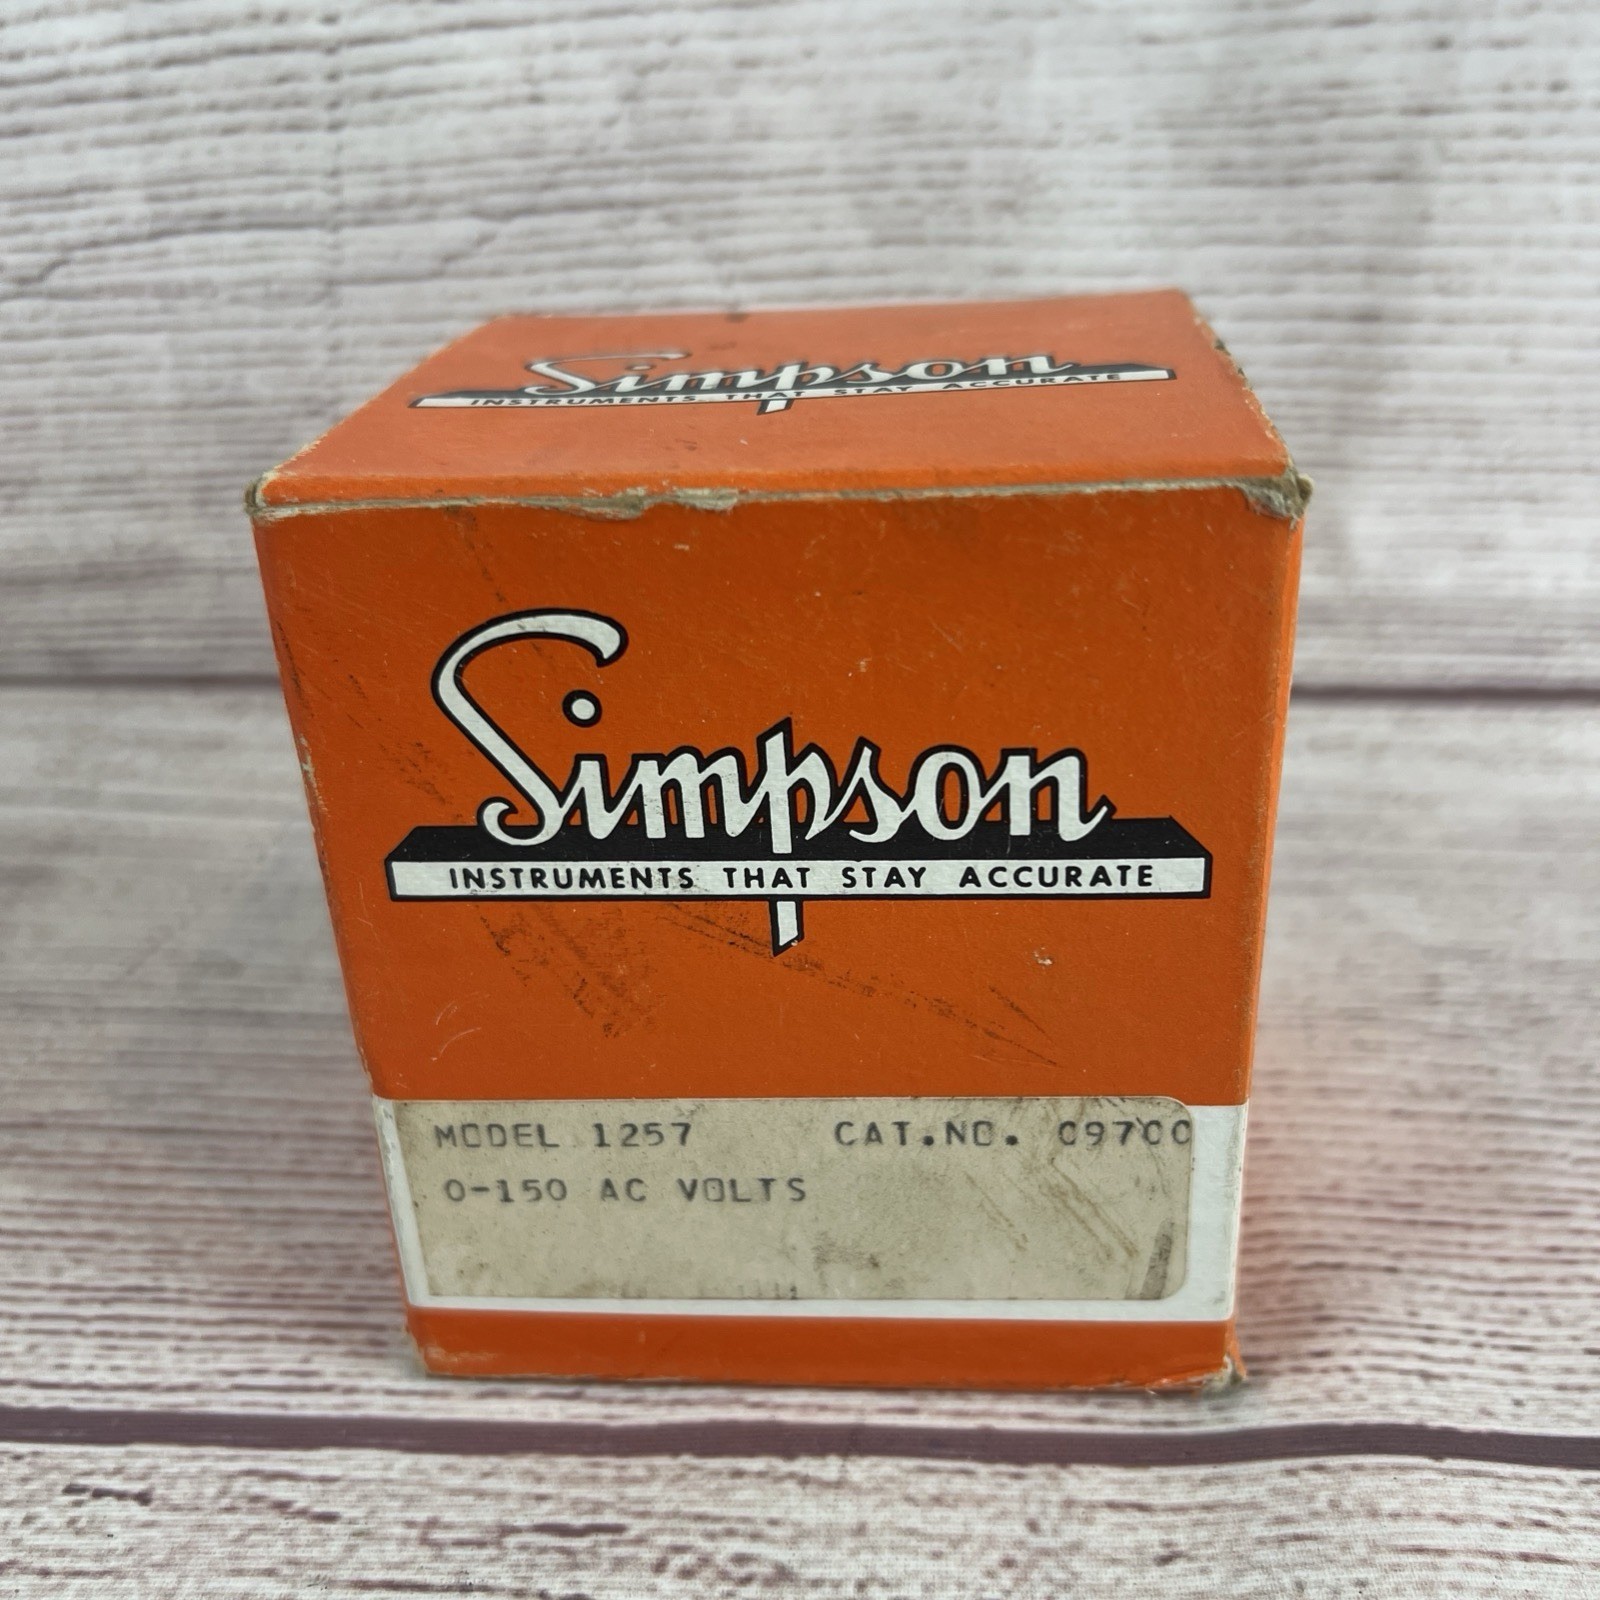 Simpson
INSTRUMENTS THAT STAY ACCURATE
Simpson
INSTRUMENTS THAT STAY ACCURATE
MODEL 1257 CAT.NO. 09700
0-150 AC VOLTS